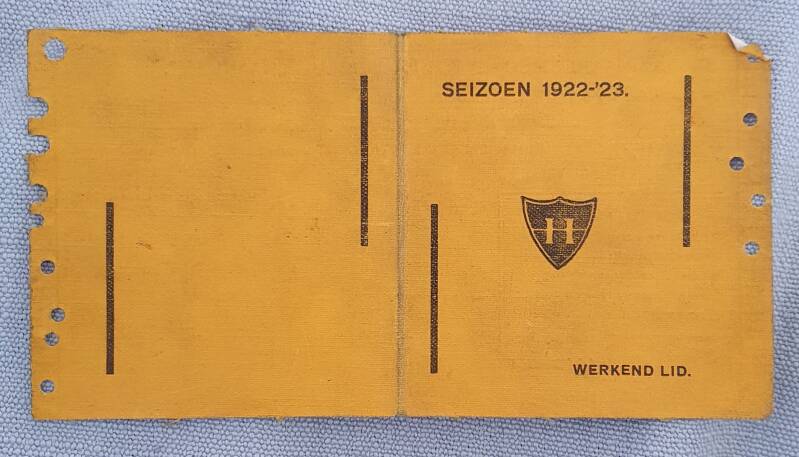 SEIZOEN 1922-'23.
H
WERKEND LID.